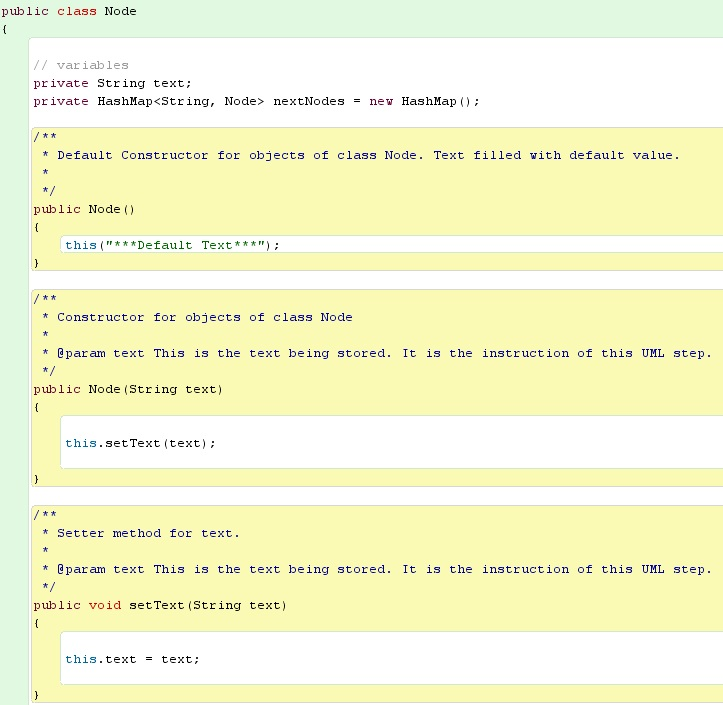 public class Node
{
// variables
private String text;
private HashMap<String, Node> nextNodes = new HashMap();
/**
* Default Constructor for objects of class Node. Text filled with default value.
*
*/
public Node()
{
this("***Default Text***");
}
/**
* Constructor for objects of class Node
*
* @param text This is the text being stored. It is the instruction of this UML step.
*/
public Node(String text)
{
this.setText(text);
}
/**
* Setter method for text.
*
* @param text This is the text being stored. It is the instruction of this UML step.
*/
public void setText(String text)
{
this.text = text;
}